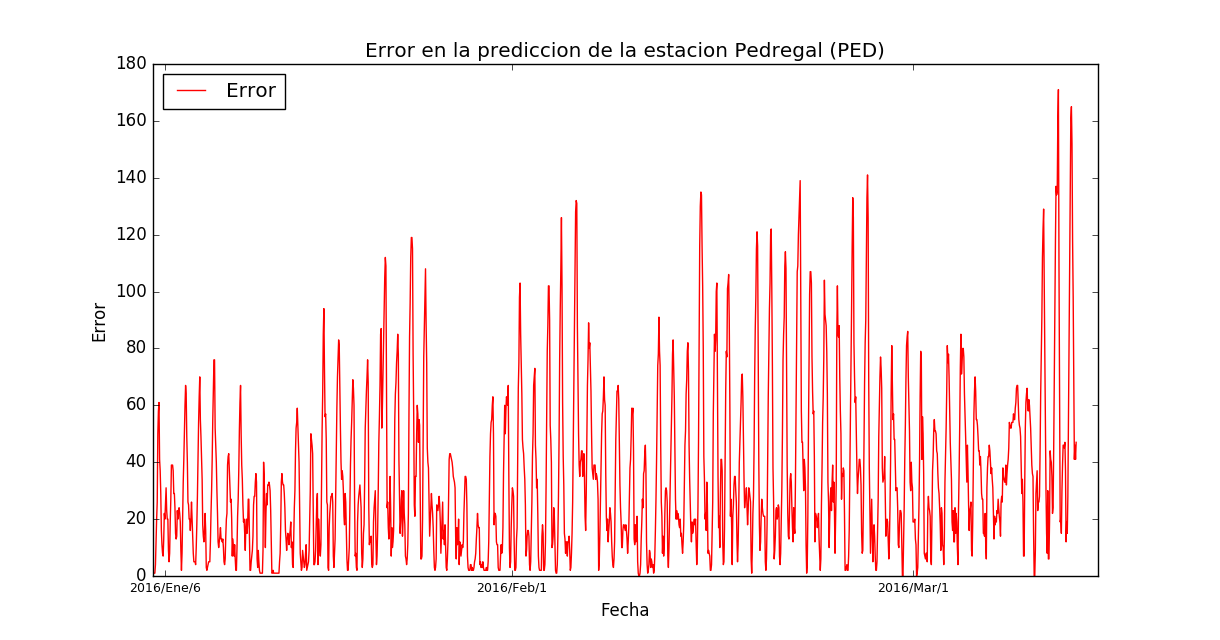 Error en la prediccion de la estacion Pedregal (PED)
180
Error
160
140
120
100
80
60
40
20
0
Error
2016/Ene/6
2016/Feb/1
2016/Mar/1
Fecha